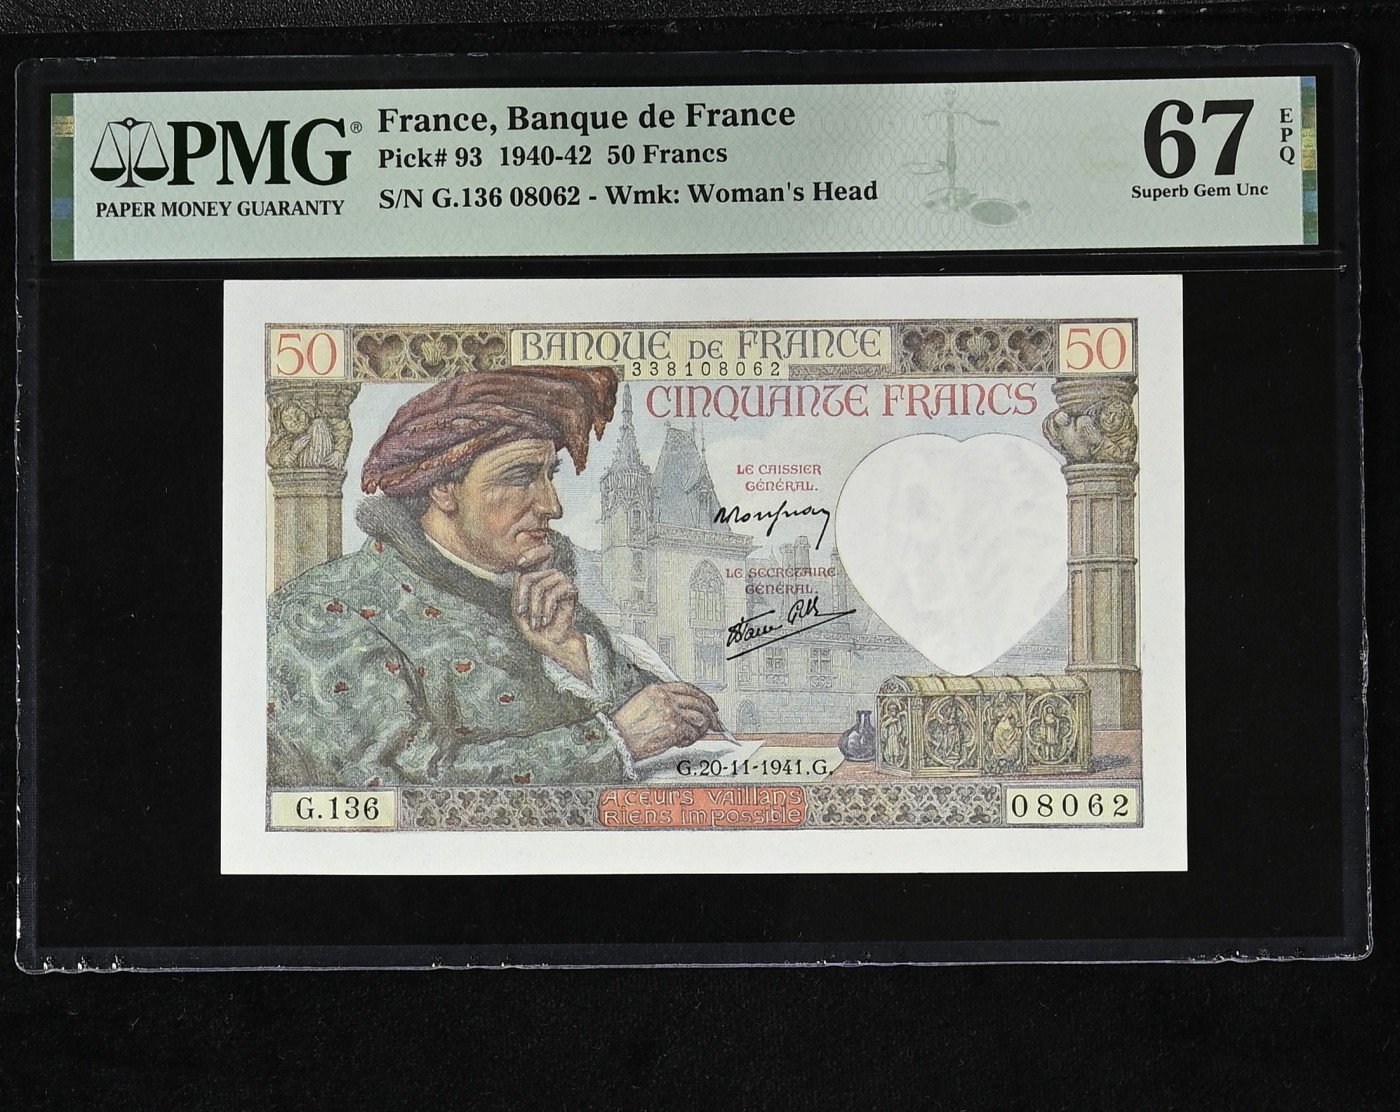 PMG®
PAPER MONEY GUARANTY
France, Banque de France
Pick# 93 1940-42 50 Francs
S/N G.136 08062 - Wmk: Woman's Head
67
EPQ
Superb Gem Unc
50
BANQUE DE FRANCE
50
338108062
CINQUANTE FRANCS
LE CAISSIER
GÉNÉRAL.
LE SECRÉTAIRE
GÉNÉRAL.
G.20-11-1941.G.
G.136
A CEURS VAILLANS
RIENS IMPOSSIBLE
08062